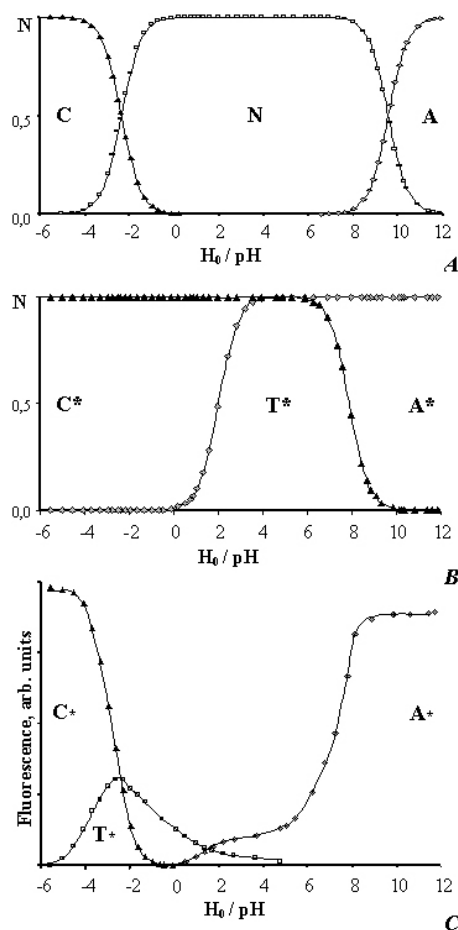 N
0,5
0,0
C
N
A
-6 -4 -2 0 2 4 6 8 10 12
H₀ / pH
A
N
0,5
0,0
C*
T*
A*
-6 -4 -2 0 2 4 6 8 10 12
H₀ / pH
B
Fluorescence, arb. units
C*
T*
A*
-6 -4 -2 0 2 4 6 8 10 12
H₀ / pH
C